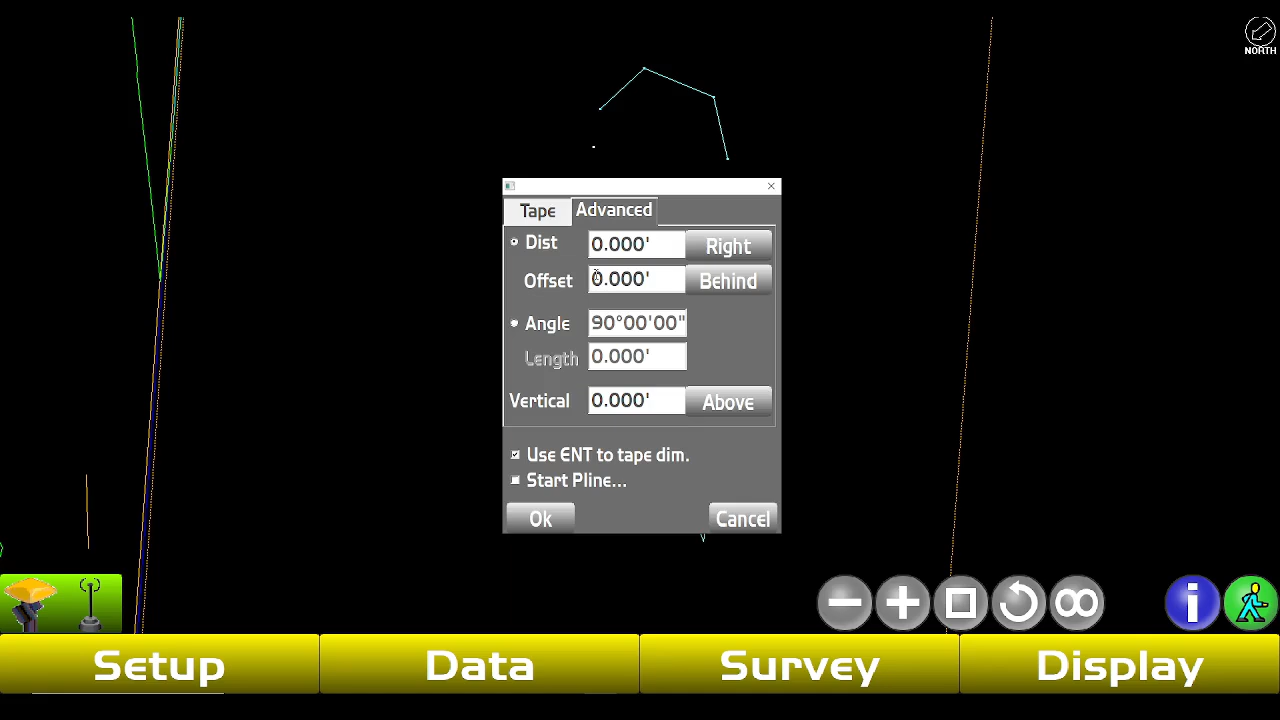 NORTH
Tape Advanced
Dist 0.000' Right
Offset 0.000' Behind
Angle 90°00'00"
Length 0.000'
Vertical 0.000' Above
Use ENT to tape dim.
Start Pline...
Ok Cancel
Setup Data Survey Display